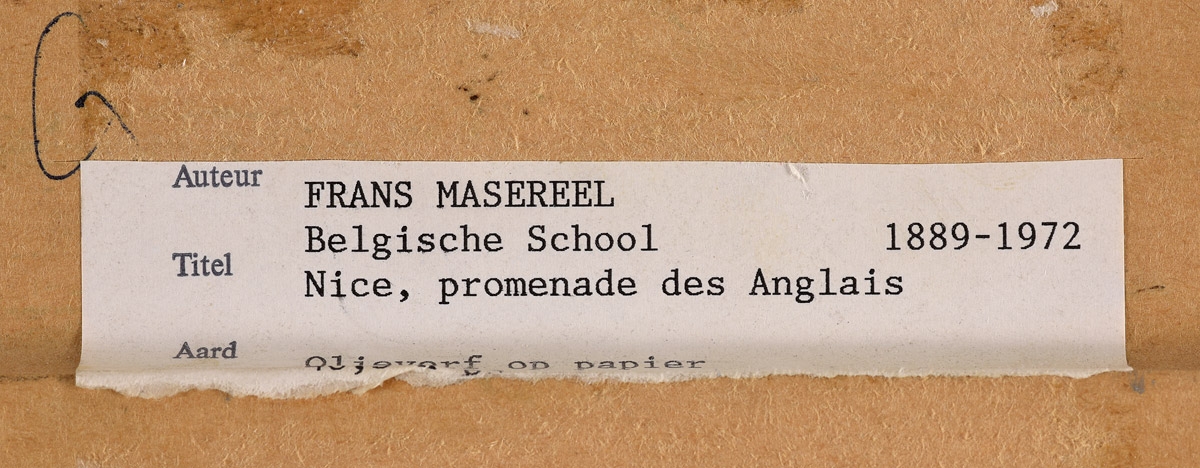 Auteur FRANS MASEREEL
Belgische School 1889-1972
Titel Nice, promenade des Anglais
Aard Olieverf op papier